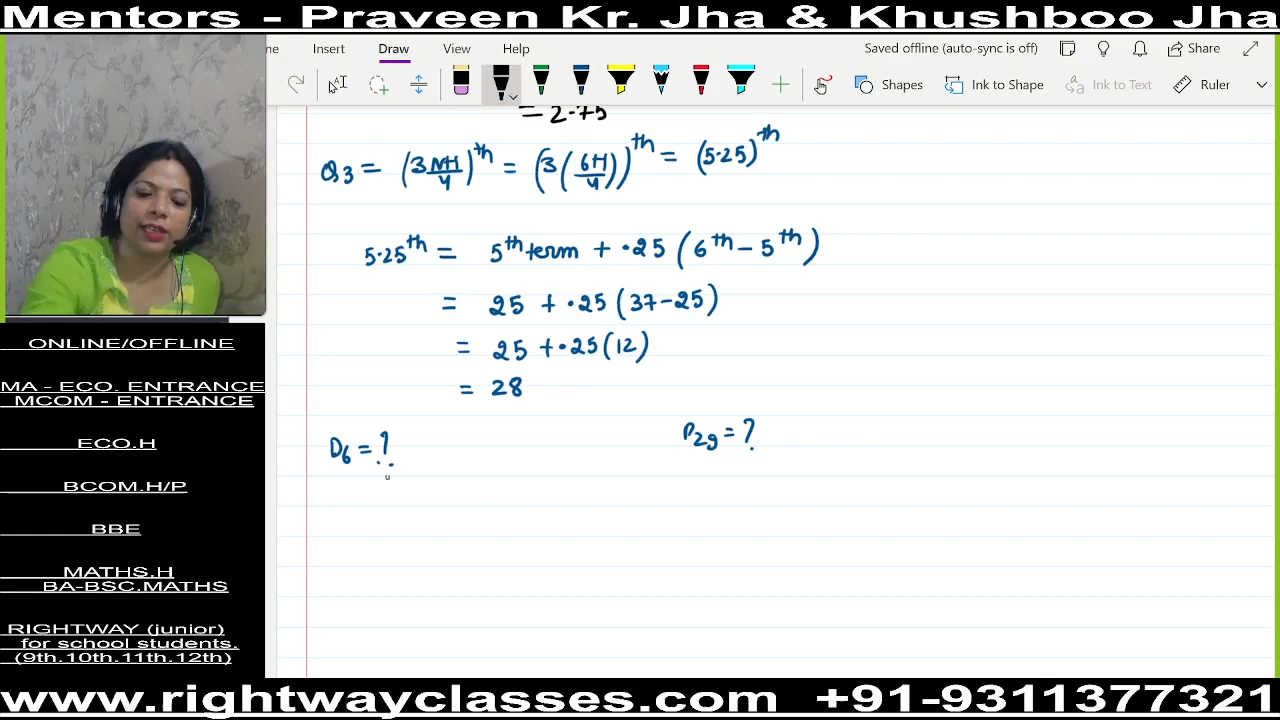 Mentors - Praveen Kr. Jha & Khushboo Jha
me Insert Draw View Help Saved offline (auto-sync is off) Share
Shapes Ink to Shape Ink to Text Ruler
= 2.75
Q3 = (3 N+1/4)th = (3(6+1/4))th = (5.25)th
5.25th = 5th term + .25 (6th - 5th)
= 25 + .25 (37-25)
= 25 + .25 (12)
= 28
D6 = ? P29 = ?
ONLINE/OFFLINE
MA - ECO. ENTRANCE
MCOM - ENTRANCE
ECO.H
BCOM.H/P
BBE
MATHS.H
BA-BSC.MATHS
RIGHTWAY (junior)
for school students.
(9th.10th.11th.12th)
www.rightwayclasses.com +91-9311377321